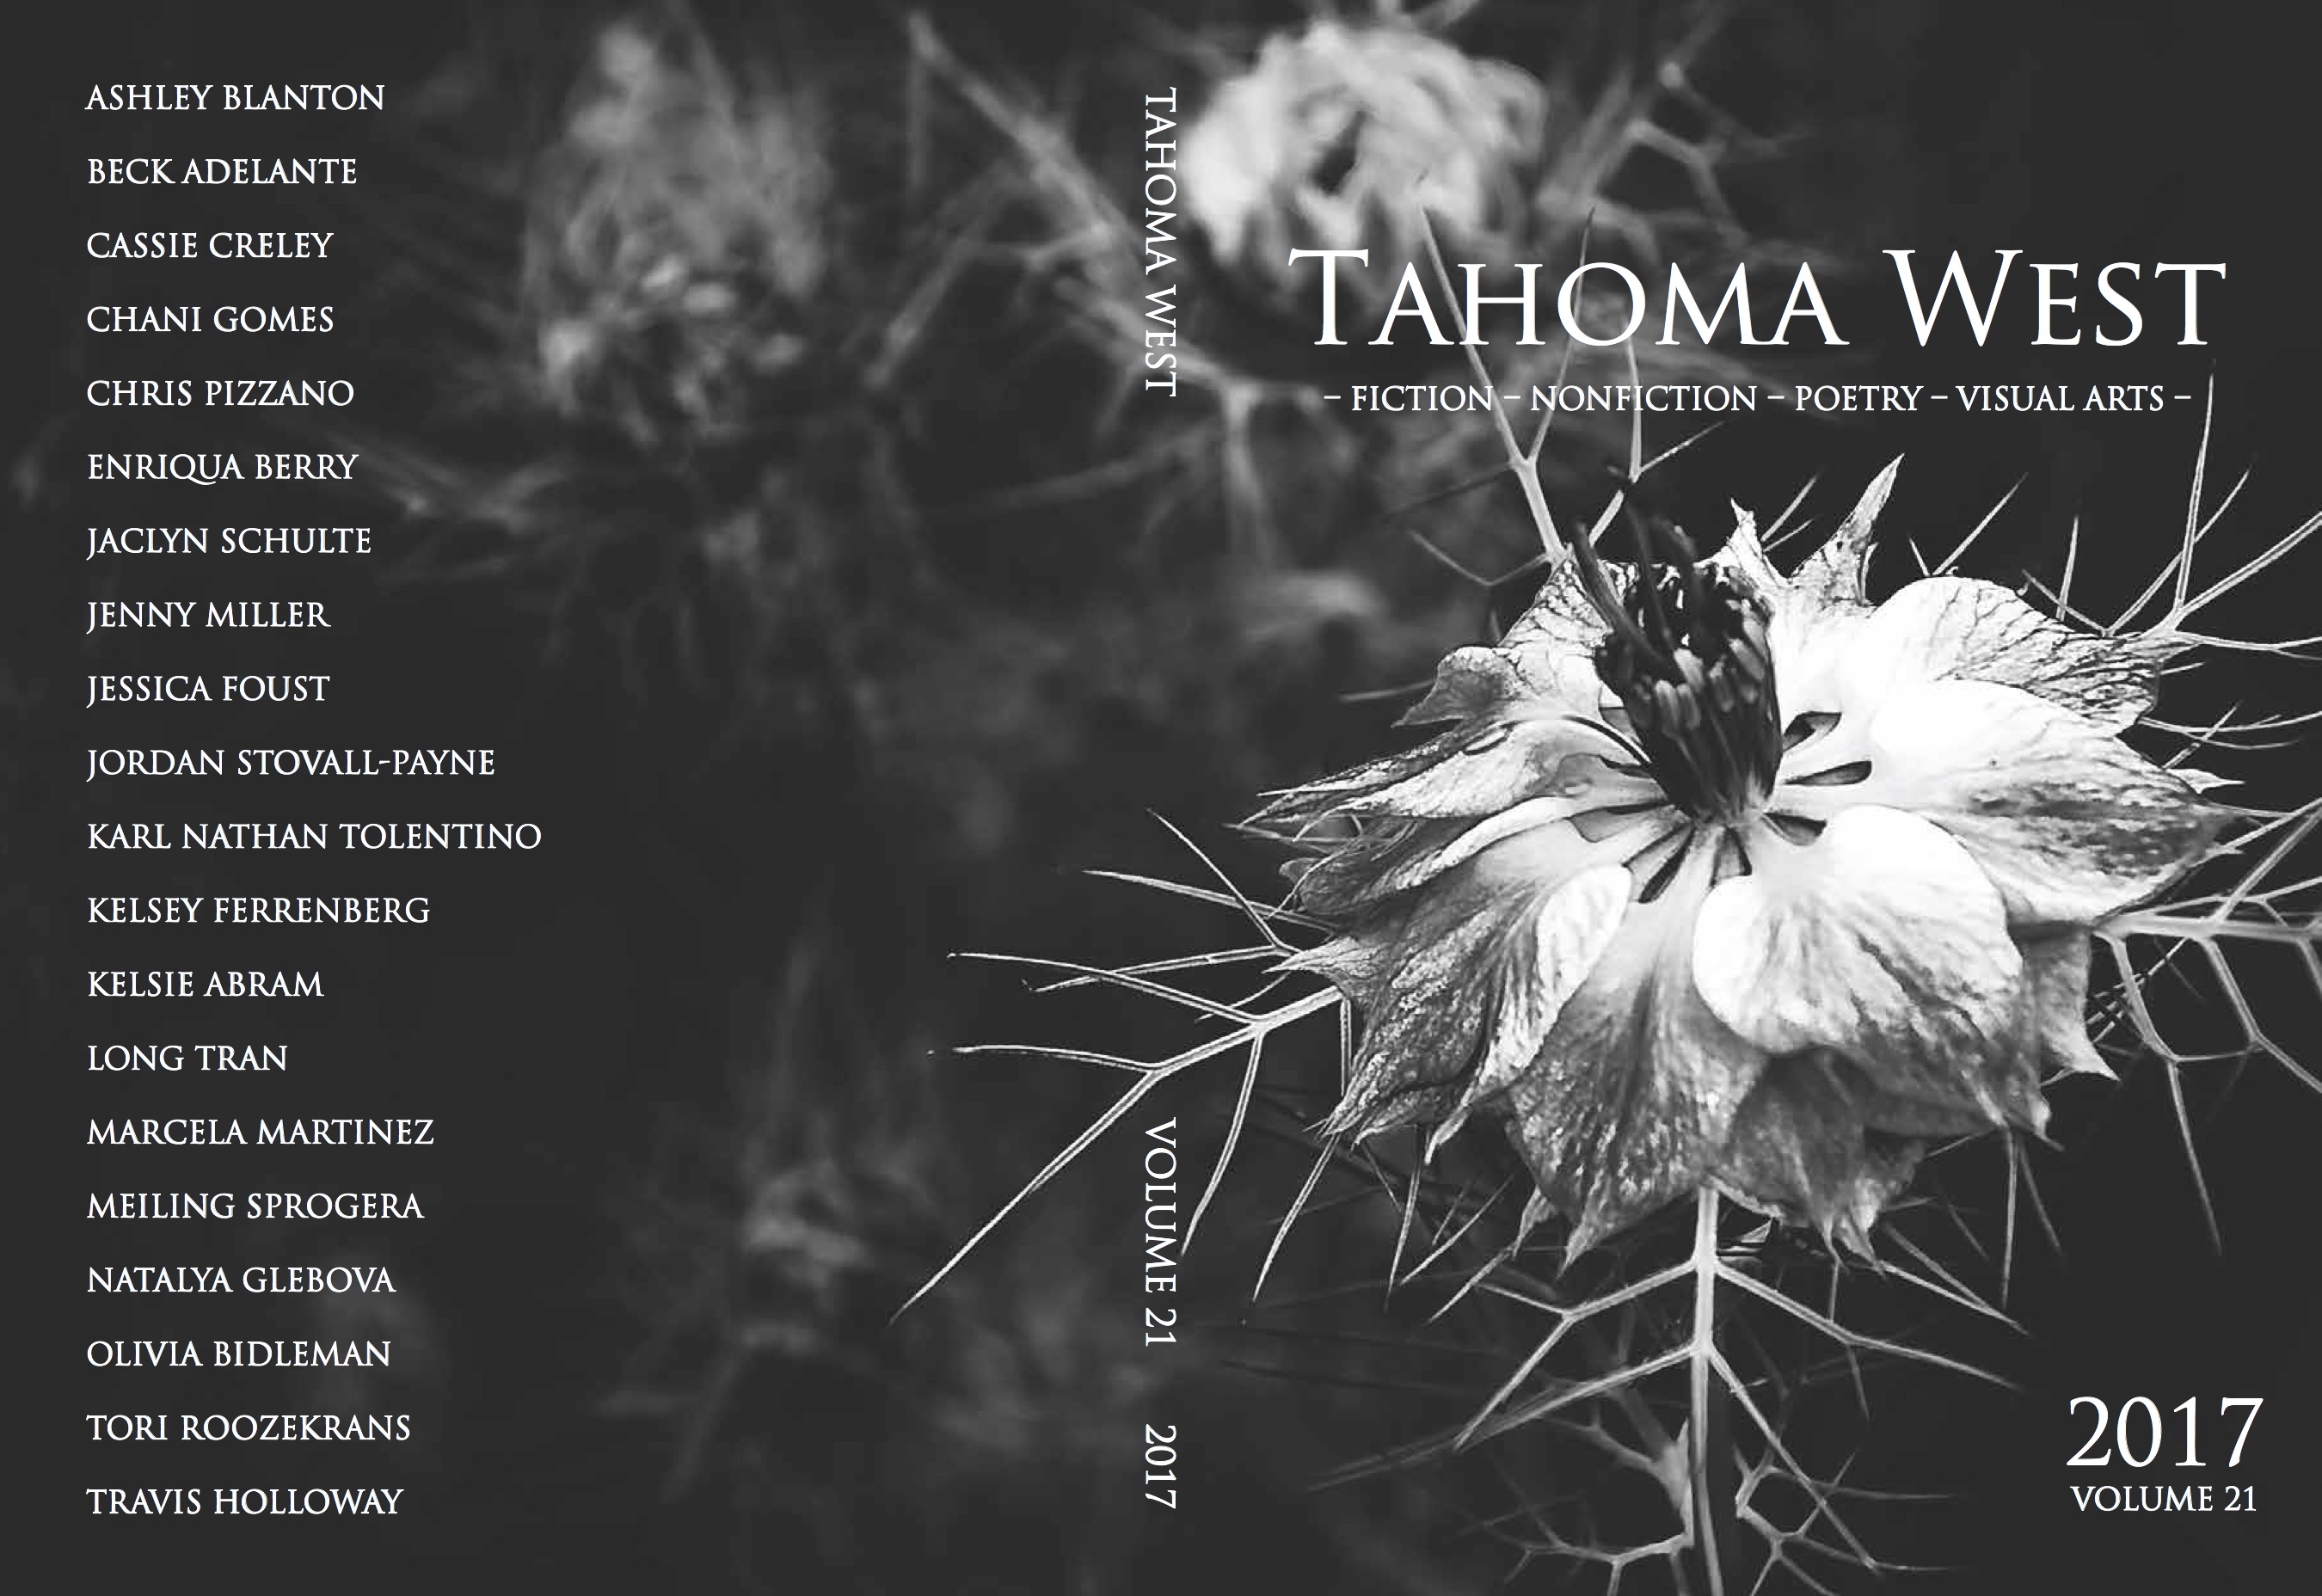 ASHLEY BLANTON
BECK ADELANTE
CASSIE CRELEY
CHANI GOMES
CHRIS PIZZANO
ENRIQUA BERRY
JACLYN SCHULTE
JENNY MILLER
JESSICA FOUST
JORDAN STOVALL-PAYNE
KARL NATHAN TOLENTINO
KELSEY FERRENBERG
KELSIE ABRAM
LONG TRAN
MARCELA MARTINEZ
MEILING SPROGERA
NATALYA GLEBOVA
OLIVIA BIDLEMAN
TORI ROOZEKRANS
TRAVIS HOLLOWAY
TAHOMA WEST VOLUME 21 2017
TAHOMA WEST
– FICTION – NONFICTION – POETRY – VISUAL ARTS –
2017
VOLUME 21